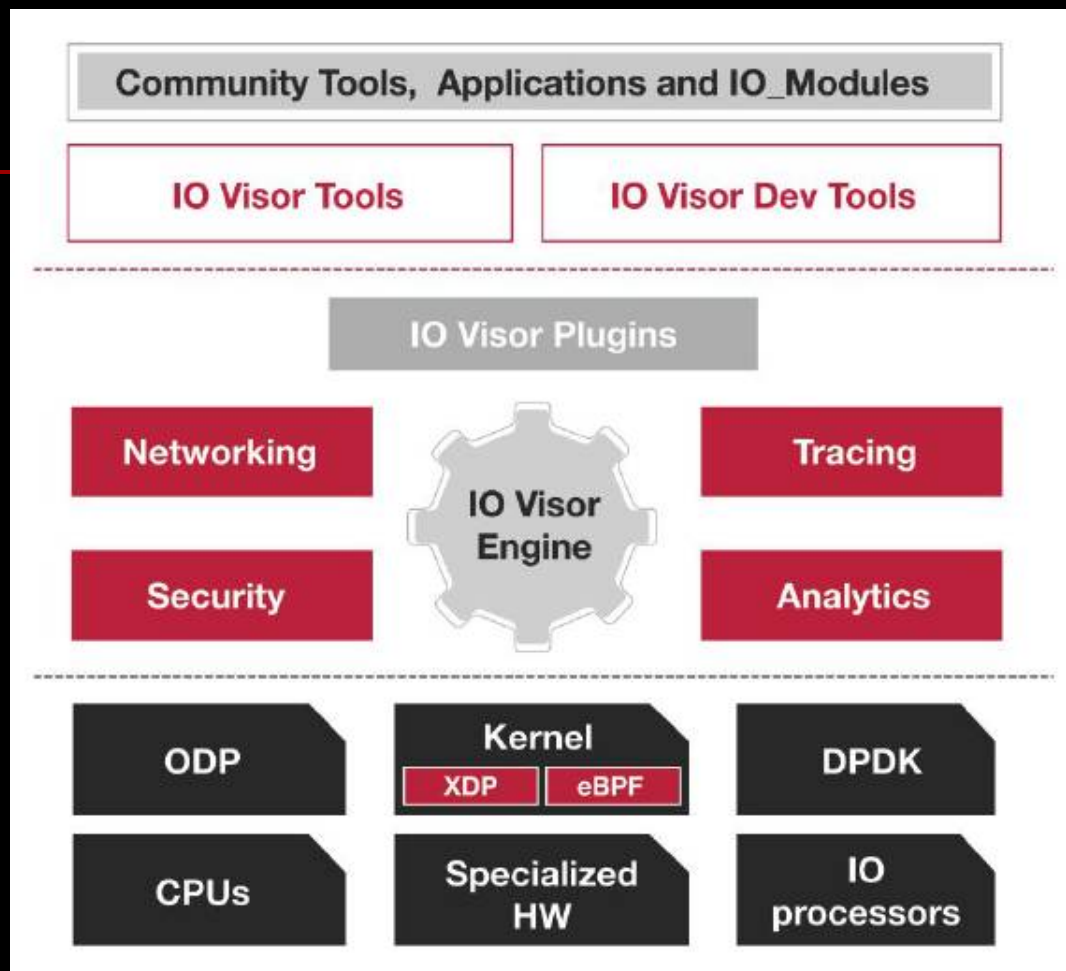 Community Tools, Applications and IO_Modules
IO Visor Tools
IO Visor Dev Tools
IO Visor Plugins
Networking
Tracing
IO Visor
Engine
Security
Analytics
ODP
Kernel
XDP
eBPF
DPDK
CPUs
Specialized
HW
IO
processors